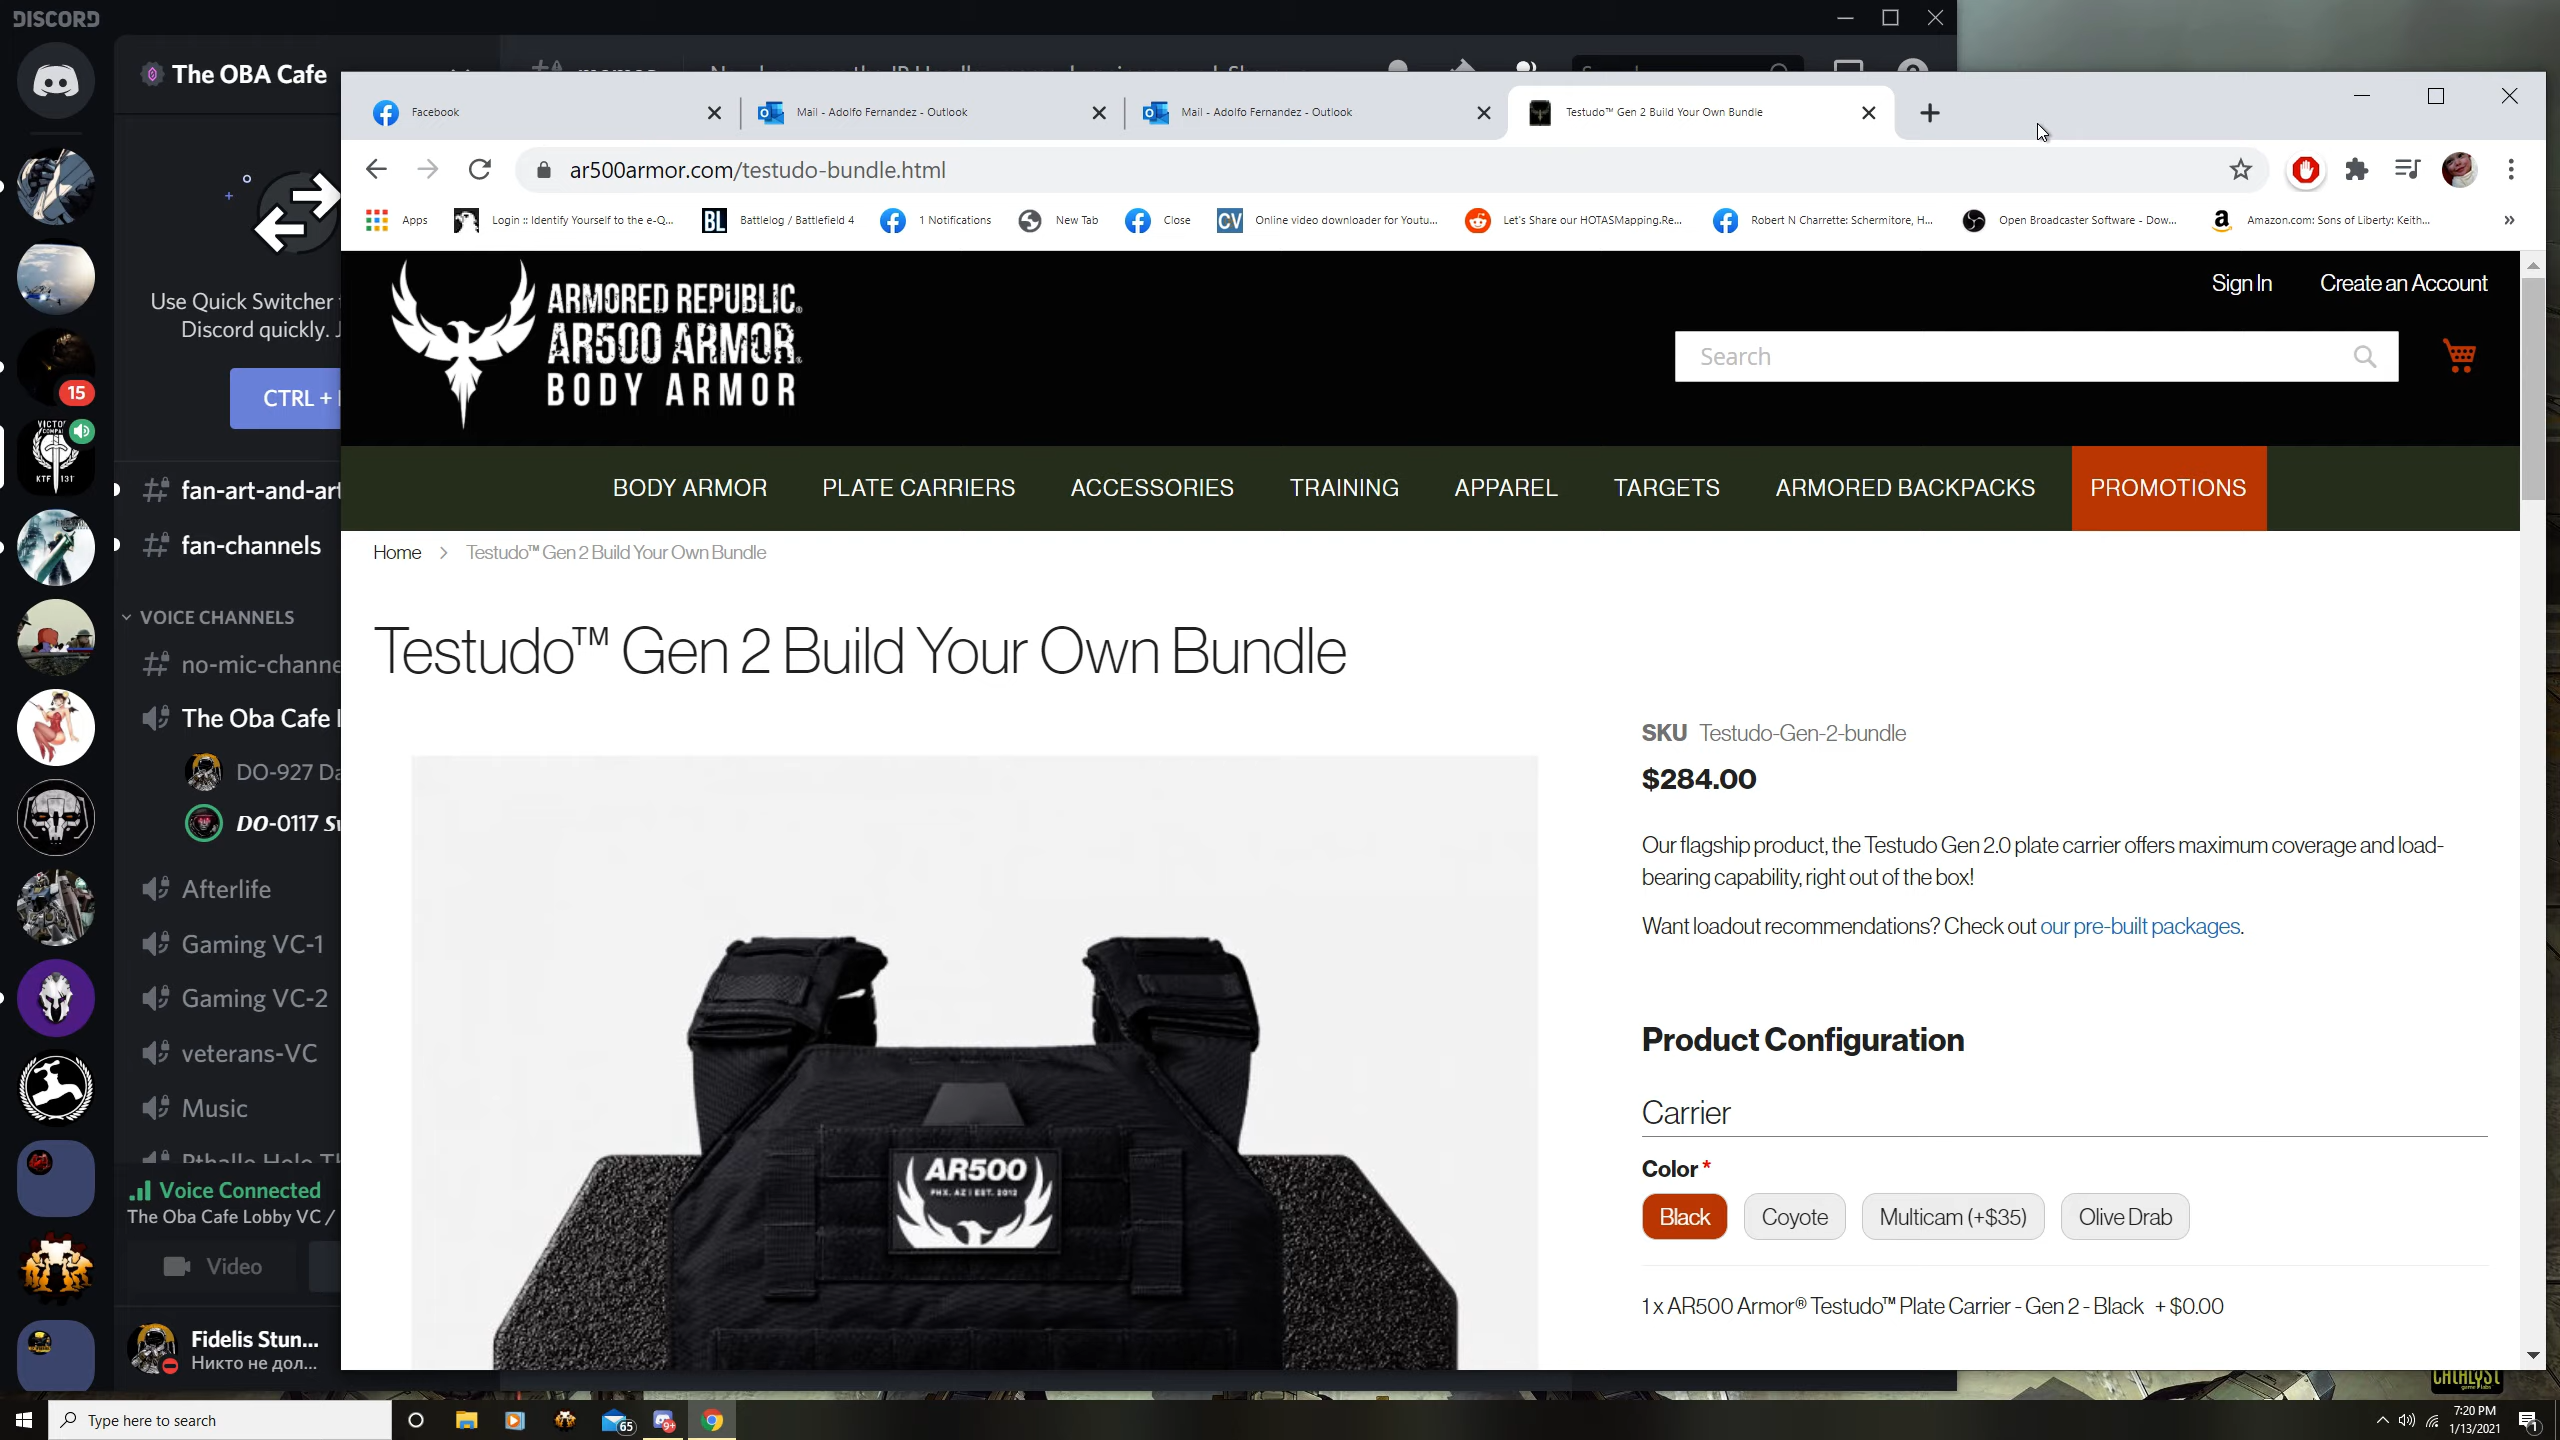 DISCORD
The OBA Cafe
Use Quick Switcher
Discord quickly.
CTRL +
15
fan-art-and-art
fan-channels
VOICE CHANNELS
no-mic-channe
The Oba Cafe
DO-927 Da
DO-0117
Afterlife
Gaming VC-1
Gaming VC-2
veterans-VC
Music
Voice Connected
The Oba Cafe Lobby VC /
Video
Fidelis Stun...
Никто не дол...
Facebook
Mail - Adolfo Fernandez - Outlook
Mail - Adolfo Fernandez - Outlook
Testudo™ Gen 2 Build Your Own Bundle
ar500armor.com/testudo-bundle.html
Apps
Login :: Identify Yourself to the e-Q...
BL Battlelog / Battlefield 4
1 Notifications
New Tab
Close
CV Online video downloader for Youtu...
Let's Share our HOTASMapping.Re...
Robert N Charrette: Schermitore, H...
Open Broadcaster Software - Dow...
Amazon.com: Sons of Liberty: Keith...
ARMORED REPUBLIC®
AR500 ARMOR®
BODY ARMOR
Sign In
Create an Account
Search
BODY ARMOR
PLATE CARRIERS
ACCESSORIES
TRAINING
APPAREL
TARGETS
ARMORED BACKPACKS
PROMOTIONS
Home > Testudo™ Gen 2 Build Your Own Bundle
Testudo™ Gen 2 Build Your Own Bundle
AR500
PHX, AZ | EST. 2012
SKU Testudo-Gen-2-bundle
$284.00
Our flagship product, the Testudo Gen 2.0 plate carrier offers maximum coverage and load-
bearing capability, right out of the box!
Want loadout recommendations? Check out our pre-built packages.
Product Configuration
Carrier
Color *
Black
Coyote
Multicam (+$35)
Olive Drab
1 x AR500 Armor® Testudo™ Plate Carrier - Gen 2 - Black + $0.00
CATALYST
game labs
Type here to search
65
9+
7:20 PM
1/13/2021
1